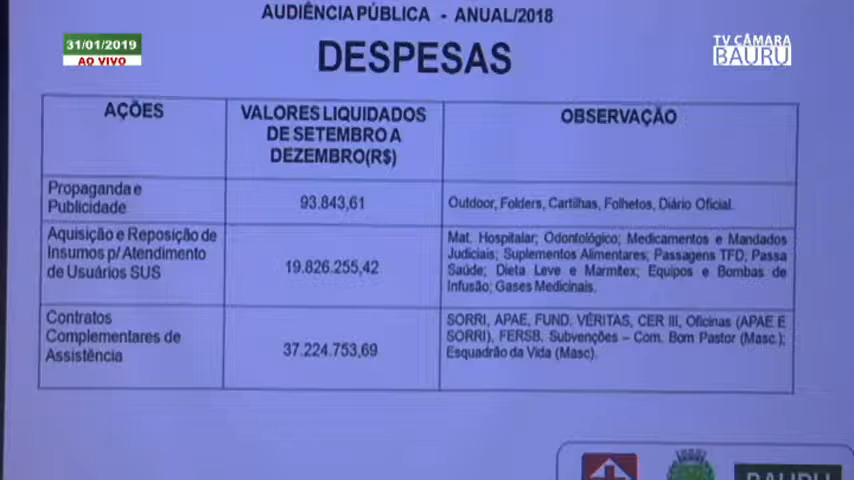 AUDIÊNCIA PÚBLICA - ANUAL/2018
31/01/2019
AO VIVO
TV CÂMARA
BAURU
DESPESAS
AÇÕES
VALORES LIQUIDADOS
DE SETEMBRO A
DEZEMBRO(R$)
OBSERVAÇÃO
Propaganda e
Publicidade
93.843,61
Outdoor, Folders, Cartilhas, Folhetos, Diário Oficial.
Aquisição e Reposição de
Insumos p/ Atendimento
de Usuários SUS
19.826.255,42
Mat. Hospitalar; Odontológico; Medicamentos e Mandados
Judiciais; Suplementos Alimentares; Passagens TFD; Passa
Saúde; Dieta Leve e Marmitex; Equipos e Bombas de
Infusão; Gases Medicinais.
Contratos
Complementares de
Assistência
37.224.753,69
SORRI, APAE, FUND. VÉRITAS, CER III, Oficinas (APAE E
SORRI), FERSB. Subvenções – Com. Bom Pastor (Masc.);
Esquadrão da Vida (Masc).
BAURU